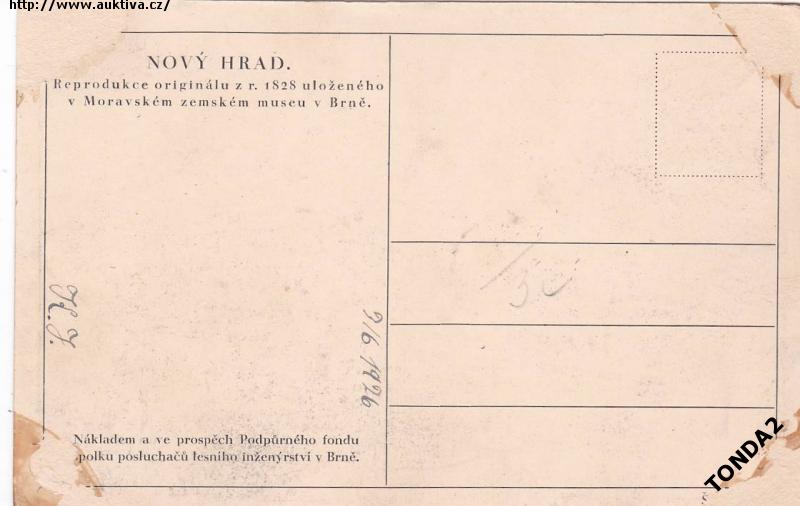 http://www.auktiva.cz/
NOVÝ HRAD.
Reprodukce originálu z r. 1828 uloženého
v Moravském zemském museu v Brně.
9/6 1926
Nákladem a ve prospěch Podpůrného fondu
spolku posluchačů lesního inženýrství v Brně.
TONDA2